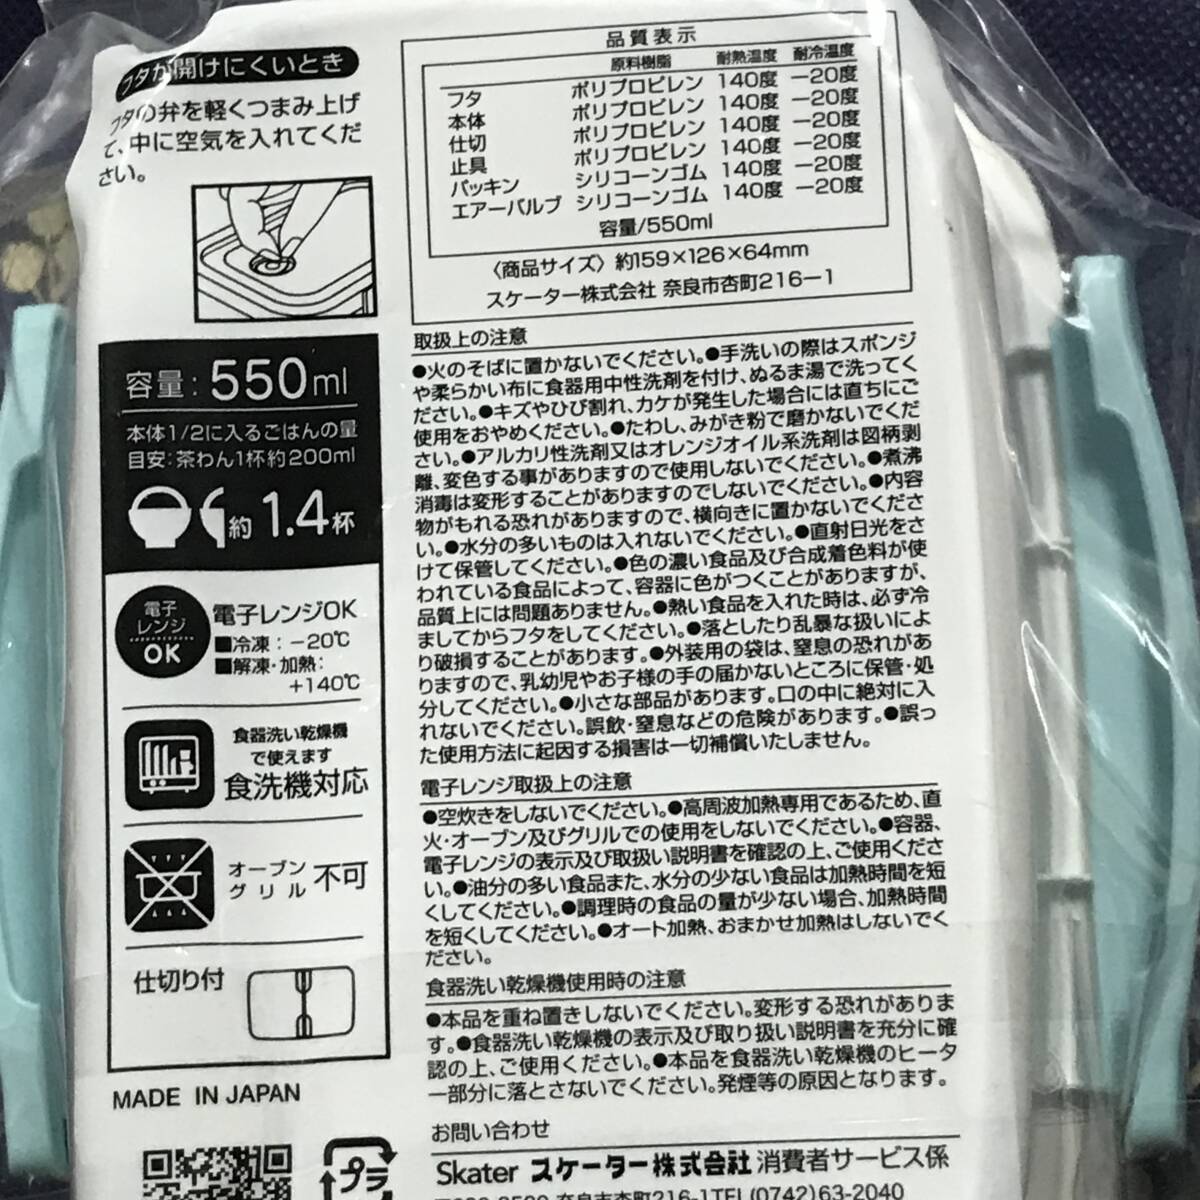 フタが開けにくいとき
フタの弁を軽くつまみ上げ
て、中に空気を入れてくだ
さい。
容量：550ml
本体1/2に入るごはんの量
目安：茶わん1杯約200ml
約1.4杯
電子
レンジ
OK
電子レンジOK
■冷凍：－20℃
■解凍・加熱：
+140℃
食器洗い乾燥機
で使えます
食洗機対応
オーブン
グリル
不可
仕切り付
MADE IN JAPAN
プラ
品質表示
原料樹脂 耐熱温度 耐冷温度
フタ ポリプロピレン 140度 －20度
本体 ポリプロピレン 140度 －20度
仕切 ポリプロピレン 140度 －20度
止具 ポリプロピレン 140度 －20度
パッキン シリコーンゴム 140度 －20度
エアーバルブ シリコーンゴム 140度 －20度
容量/550ml
〈商品サイズ〉約159×126×64mm
スケーター株式会社 奈良市杏町216－1
取扱上の注意
●火のそばに置かないでください。●手洗いの際はスポンジ
や柔らかい布に食器用中性洗剤を付け、ぬるま湯で洗ってく
ださい。●キズやひび割れ、カケが発生した場合には直ちにご
使用をおやめください。●たわし、みがき粉で磨かないでくだ
さい。●アルカリ性洗剤又はオレンジオイル系洗剤は図柄剥
離、変色する事がありますので使用しないでください。●煮沸
消毒は変形することがありますのでしないでください。●内容
物がもれる恐れがありますので、横向きに置かないでくださ
い。●水分の多いものは入れないでください。●直射日光をさ
けて保管してください。●色の濃い食品及び合成着色料が使
われている食品によって、容器に色がつくことがありますが、
品質上には問題ありません。●熱い食品を入れた時は、必ず冷
ましてからフタをしてください。●落としたり乱暴な扱いによ
り破損することがあります。●外装用の袋は、窒息の恐れがあ
りますので、乳幼児やお子様の手の届かないところに保管・処
分してください。●小さな部品があります。口の中に絶対に入
れないでください。誤飲・窒息などの危険があります。●誤っ
た使用方法に起因する損害は一切補償いたしません。
電子レンジ取扱上の注意
●空炊きをしないでください。●高周波加熱専用であるため、直
火・オーブン及びグリルでの使用をしないでください。●容器、
電子レンジの表示及び取扱い説明書を確認の上、ご使用くださ
い。●油分の多い食品また、水分の少ない食品は加熱時間を短
くしてください。●調理時の食品の量が少ない場合、加熱時間
を短くしてください。●オート加熱、おまかせ加熱はしないでく
ださい。
食器洗い乾燥機使用時の注意
●本品を重ね置きしないでください。変形する恐れがありま
す。●食器洗い乾燥機の表示及び取り扱い説明書を充分に確
認の上、ご使用ください。●本品を食器洗い乾燥機のヒータ
ー部分に落とさないでください。発煙等の原因となります。
お問い合わせ
Skater スケーター株式会社 消費者サービス係
奈良市杏町216-1TEL(0742)63-2040